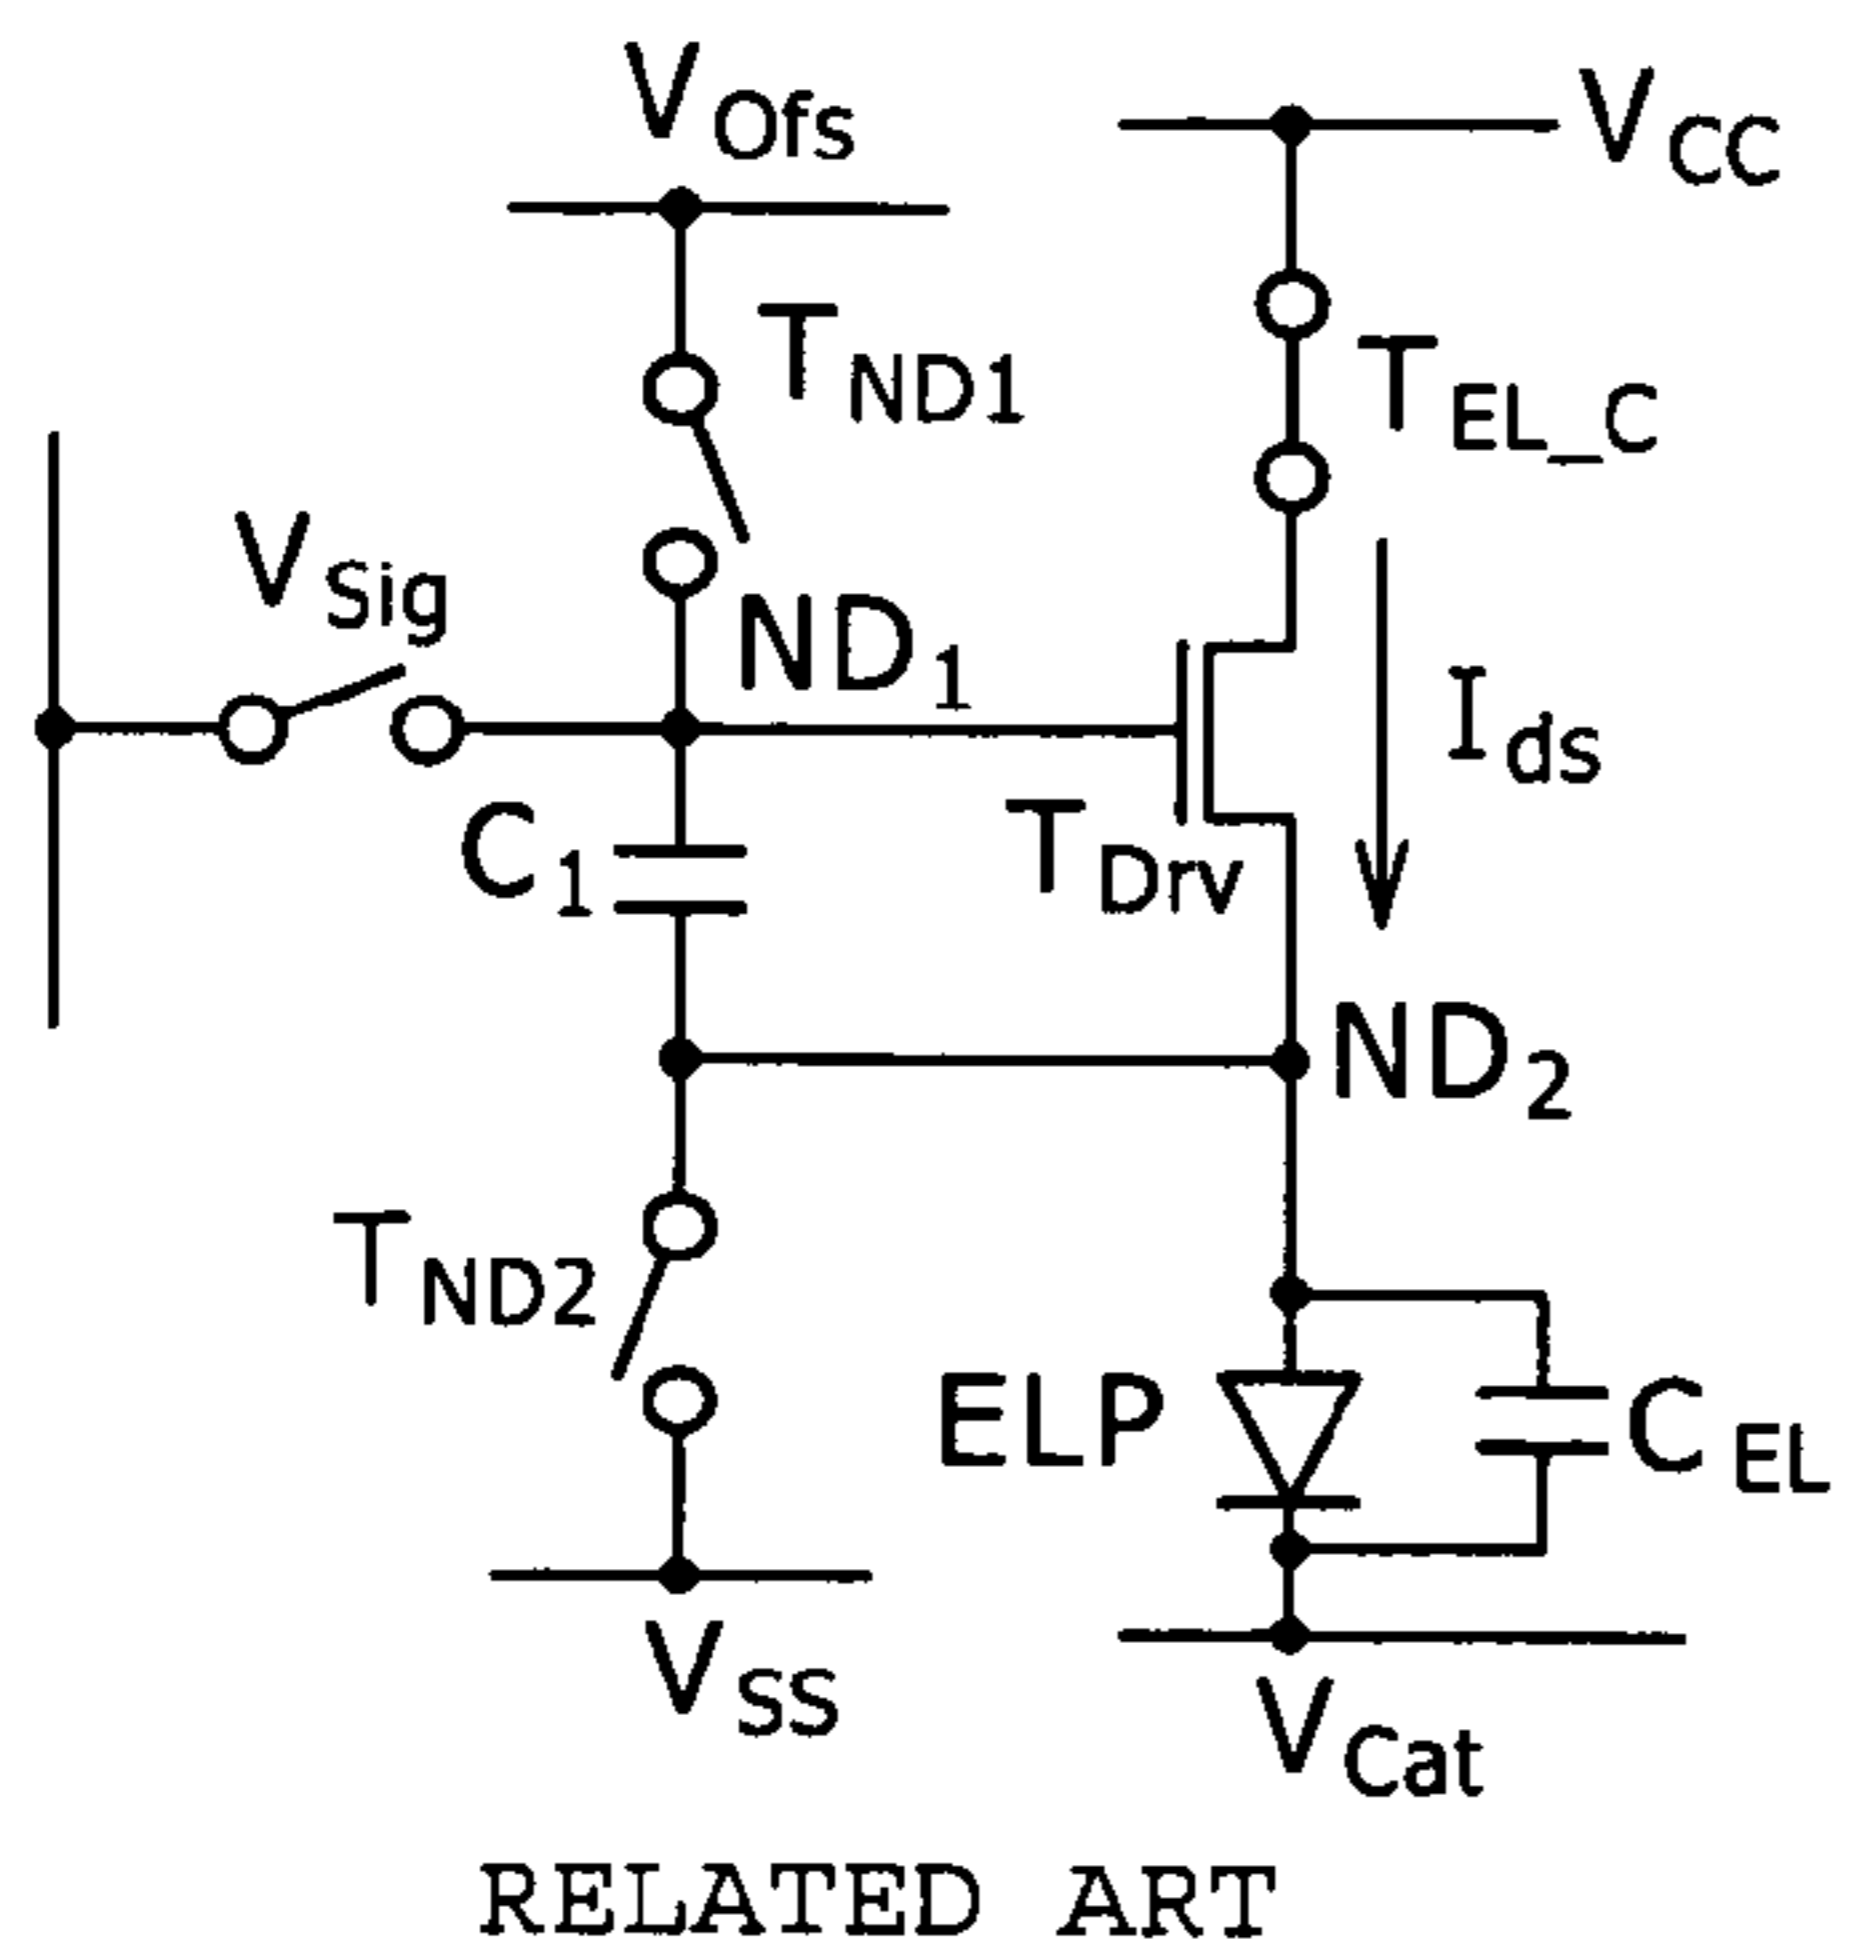 VOfs
VCC
TND1
TEL_C
VSig
ND1
Ids
C1
TDrv
ND2
TND2
ELP
CEL
VSS
VCat
RELATED ART